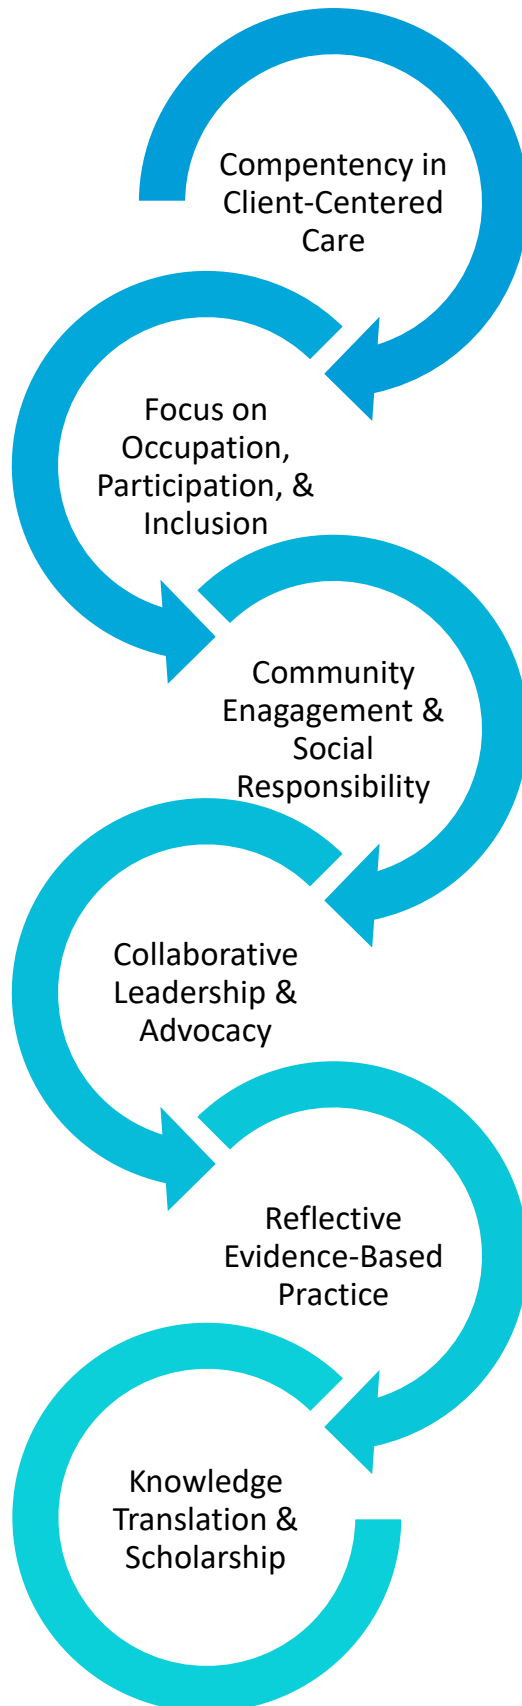 Compentency in
Client-Centered
Care
Focus on
Occupation,
Participation, &
Inclusion
Community
Enagagement &
Social
Responsibility
Collaborative
Leadership &
Advocacy
Reflective
Evidence-Based
Practice
Knowledge
Translation &
Scholarship